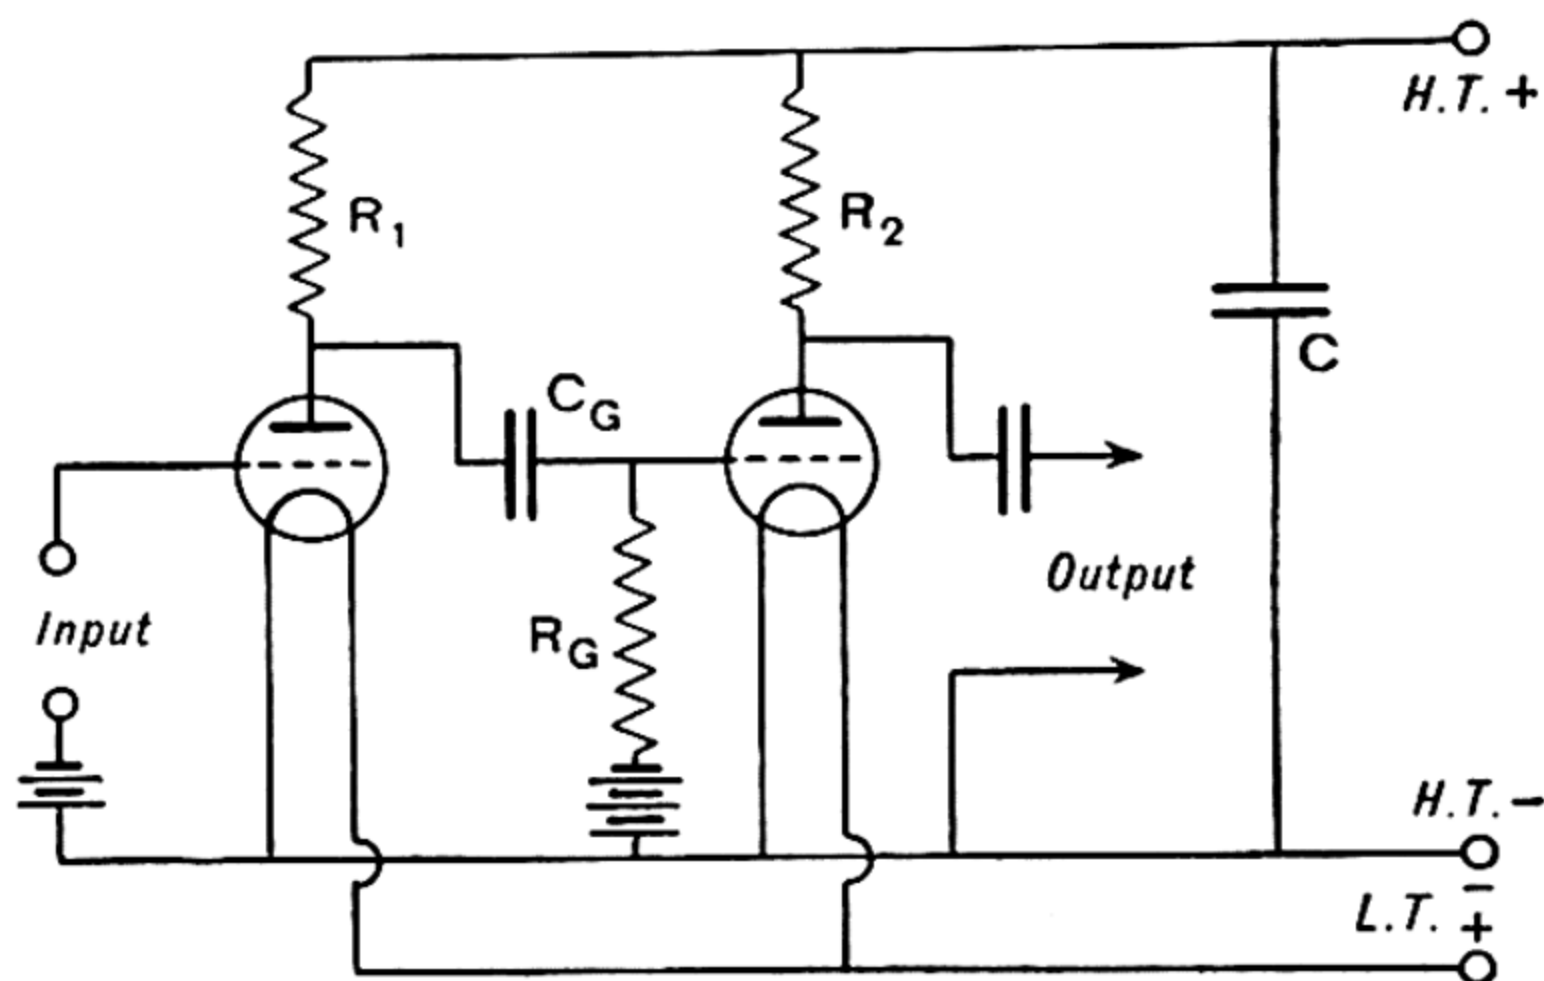 H.T. +
R1
R2
C
CG
Input
Output
RG
H.T. -
-
L.T. +